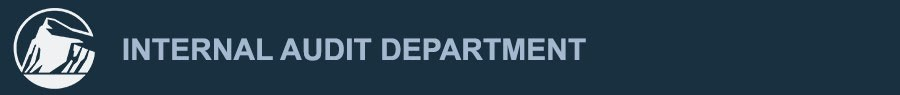 INTERNAL AUDIT DEPARTMENT